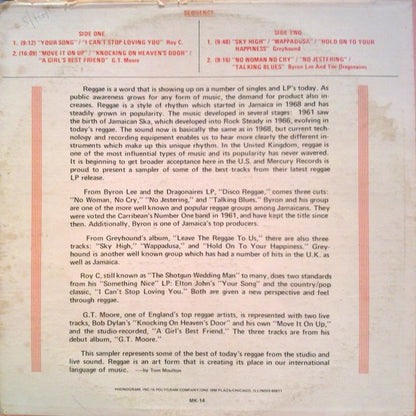 SEQUENCE
SIDE ONE
1. (9:12) "YOUR SONG" / "I CAN'T STOP LOVING YOU" Roy C.
2. (16:09) "MOVE IT ON UP" / "KNOCKING ON HEAVEN'S DOOR" /
"A GIRL'S BEST FRIEND" G.T. Moore
SIDE TWO
1. (9:48) "SKY HIGH" / "WAPPADUSA" / "HOLD ON TO YOUR
HAPPINESS" Greyhound
2. (9:16) "NO WOMAN NO CRY" / "NO JESTERING" /
"TALKING BLUES" Byron Lee And The Dragonaires
Reggae is a word that is showing up on a number of singles and LP's today. As
public awareness grows for any form of music, the demand for product also in-
creases. Reggae is a style of rhythm which started in Jamaica in 1968 and has
steadily grown in popularity. The music developed in several stages: 1961 saw
the birth of Jamaican Ska, which developed into Rock Steady in 1966, evolving in
today's reggae. The sound now is basically the same as in 1968, but current tech-
nology and recording equipment enables us to hear more clearly the different in-
struments which make up this unique rhythm. In the United Kingdom, reggae is
one of the most influential types of music and its popularity has never wavered.
It is beginning to get broader acceptance here in the U.S. and Mercury Records is
proud to present a sampler of some of the best tracks from their latest reggae
LP release.
From Byron Lee and the Dragonaires LP, "Disco Reggae," comes three cuts:
"No Woman, No Cry," "No Jestering," and "Talking Blues." Byron and his group
are one of the more well known and popular reggae groups among Jamaicans. They
were voted the Carribean's Number One band in 1961, and have kept the title since
then. Additionally, Byron is one of Jamaica's top producers.
From Greyhound's album, "Leave The Reggae To Us," there are also three
tracks: "Sky High," "Wappadusa," and "Hold On To Your Happiness." Grey-
hound is another well known group which has had a number of hits in the U.K. as
well as Jamaica.
Roy C, still known as "The Shotgun Wedding Man" to many, does two standards
from his "Something Nice" LP: Elton John's "Your Song" and the country/pop
classic, "I Can't Stop Loving You." Both are given a new perspective and feel
through reggae.
G.T. Moore, one of England's top reggae artists, is represented with two live
tracks, Bob Dylan's "Knocking On Heaven's Door" and his own "Move It On Up,"
and the studio-recorded, "A Girl's Best Friend." The three tracks are from his
debut album, "G.T. Moore."
This sampler represents some of the best of today's reggae from the studio and
live sound. Reggae is an art form that is creating its place in our international
language of music. —by Tom Moulton
PHONOGRAM, INC./A POLYGRAM COMPANY/ONE IBM PLAZA/CHICAGO, ILLINOIS 60611
MK-14